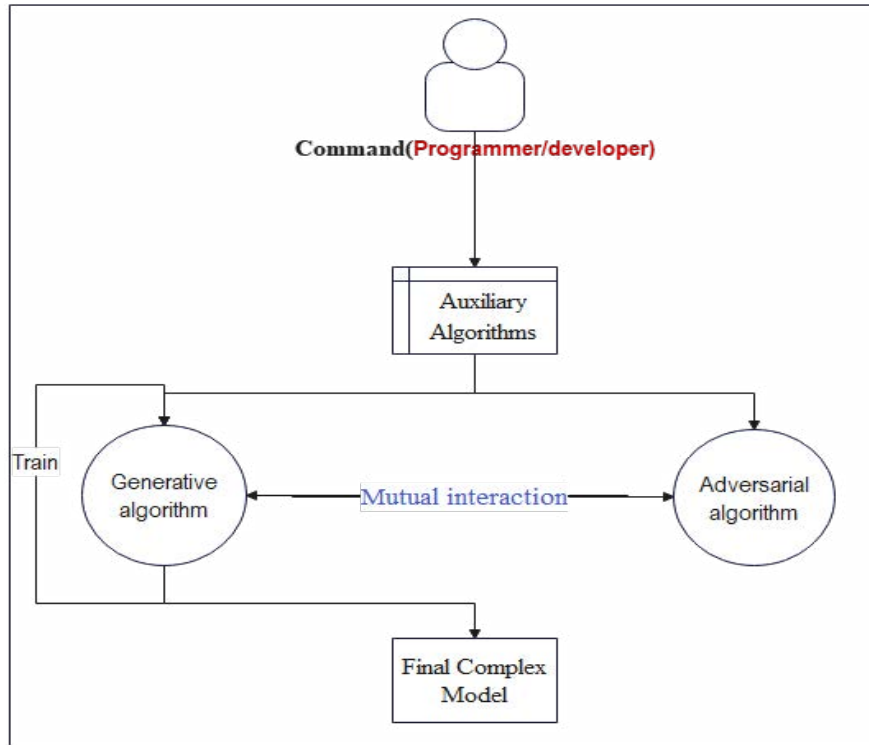 Command(Programmer/developer)
Auxiliary
Algorithms
Train
Generative
algorithm
Mutual interaction
Adversarial
algorithm
Final Complex
Model